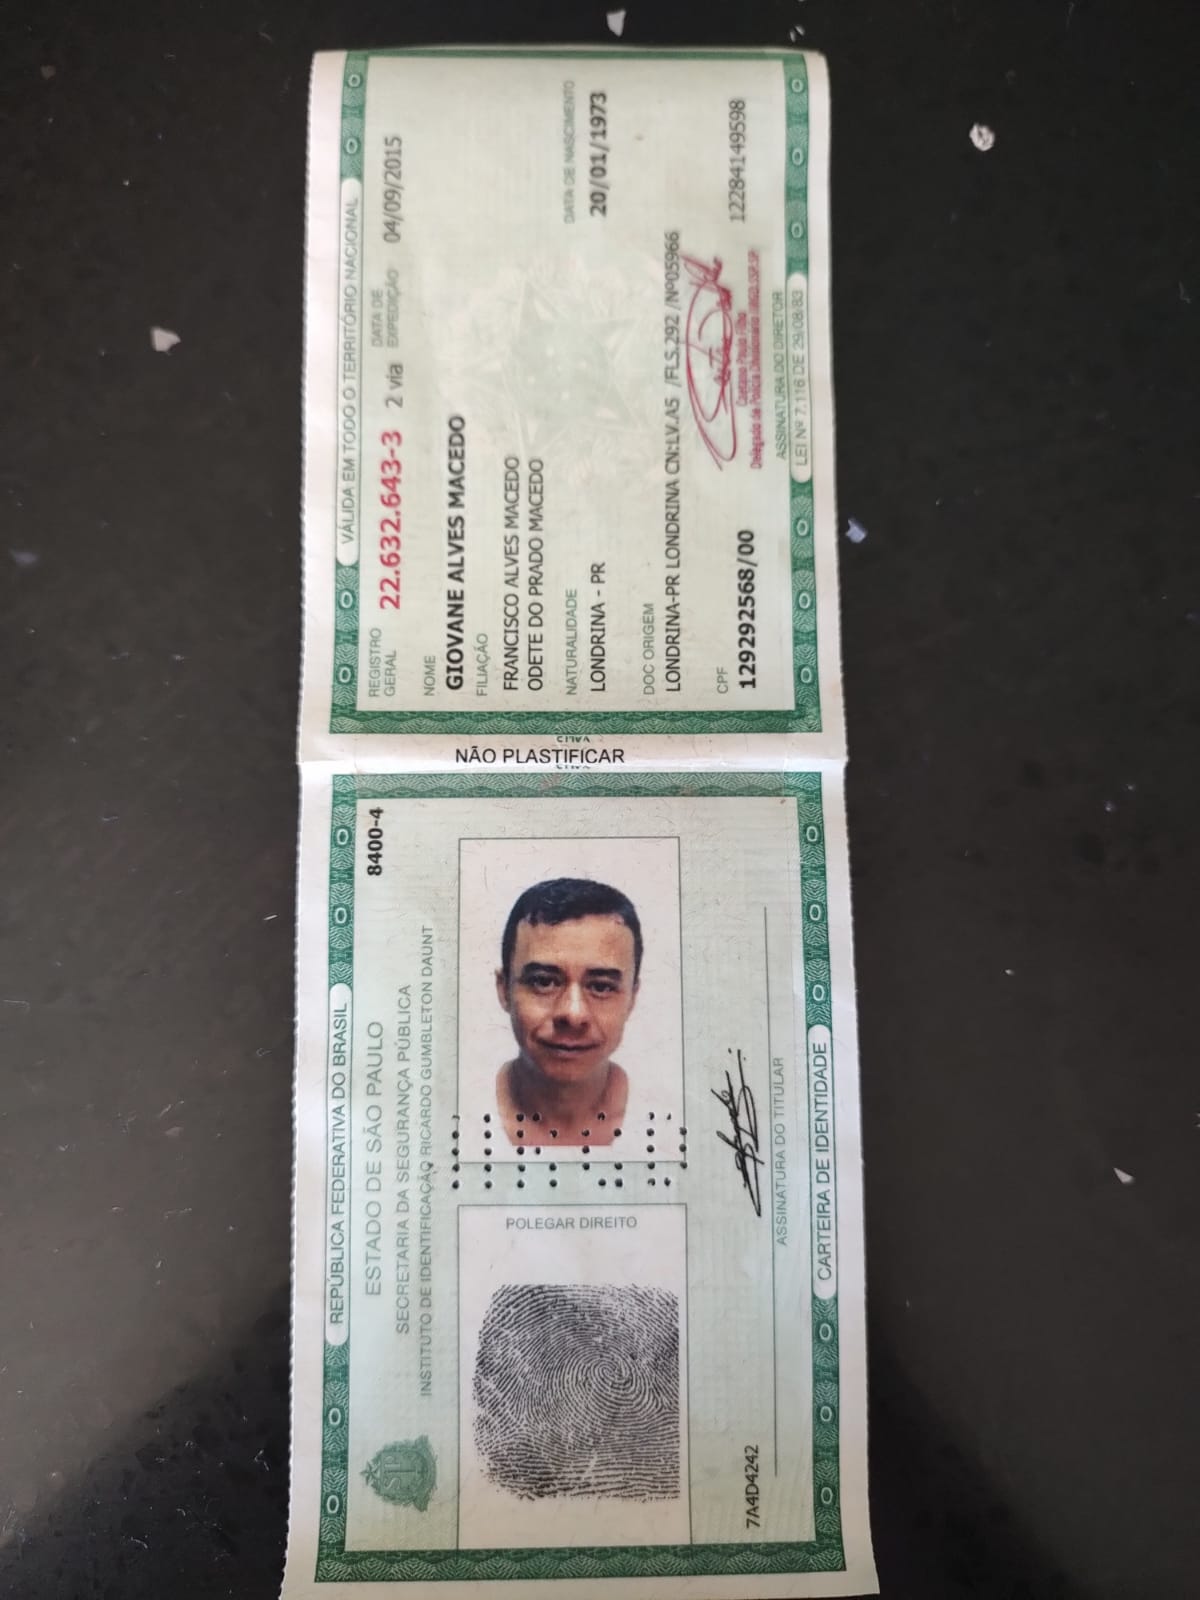 VÁLIDA EM TODO O TERRITÓRIO NACIONAL
REGISTRO GERAL 22.632.643-3 2 via DATA DE EXPEDIÇÃO 04/09/2015
NOME
GIOVANE ALVES MACEDO
FILIAÇÃO
FRANCISCO ALVES MACEDO
ODETE DO PRADO MACEDO
NATURALIDADE DATA DE NASCIMENTO
LONDRINA - PR 20/01/1973
DOC ORIGEM
LONDRINA-PR LONDRINA CN:LV.A5 /FLS.292 /Nº05966
CPF
129292568/00 12284149598
Delegado de Polícia Divisionário
ASSINATURA DO DIRETOR
LEI Nº 7.116 DE 29/08/83
NÃO PLASTIFICAR
REPÚBLICA FEDERATIVA DO BRASIL
8400-4
ESTADO DE SÃO PAULO
SECRETARIA DA SEGURANÇA PÚBLICA
INSTITUTO DE IDENTIFICAÇÃO RICARDO GUMBLETON DAUNT
POLEGAR DIREITO
7A4D4242
ASSINATURA DO TITULAR
CARTEIRA DE IDENTIDADE